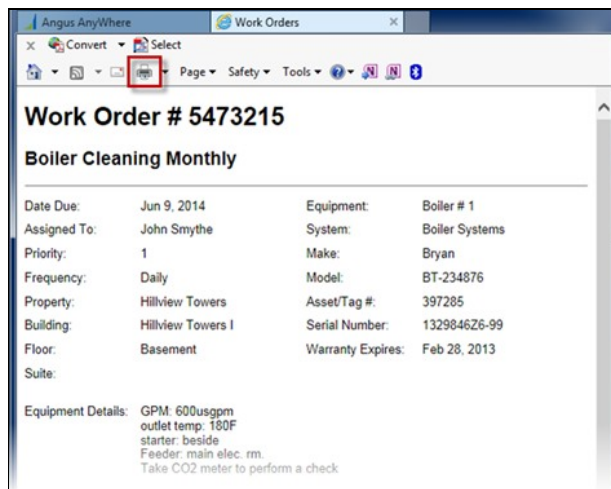 Angus AnyWhere
Work Orders
Convert Select
Page Safety Tools
Work Order # 5473215
Boiler Cleaning Monthly
Date Due: Jun 9, 2014 Equipment: Boiler # 1
Assigned To: John Smythe System: Boiler Systems
Priority: 1 Make: Bryan
Frequency: Daily Model: BT-234876
Property: Hillview Towers Asset/Tag #: 397285
Building: Hillview Towers I Serial Number: 1329846Z6-99
Floor: Basement Warranty Expires: Feb 28, 2013
Suite:
Equipment Details: GPM: 600usgpm
outlet temp: 180F
starter: beside
Feeder: main elec. rm.
Take CO2 meter to perform a check